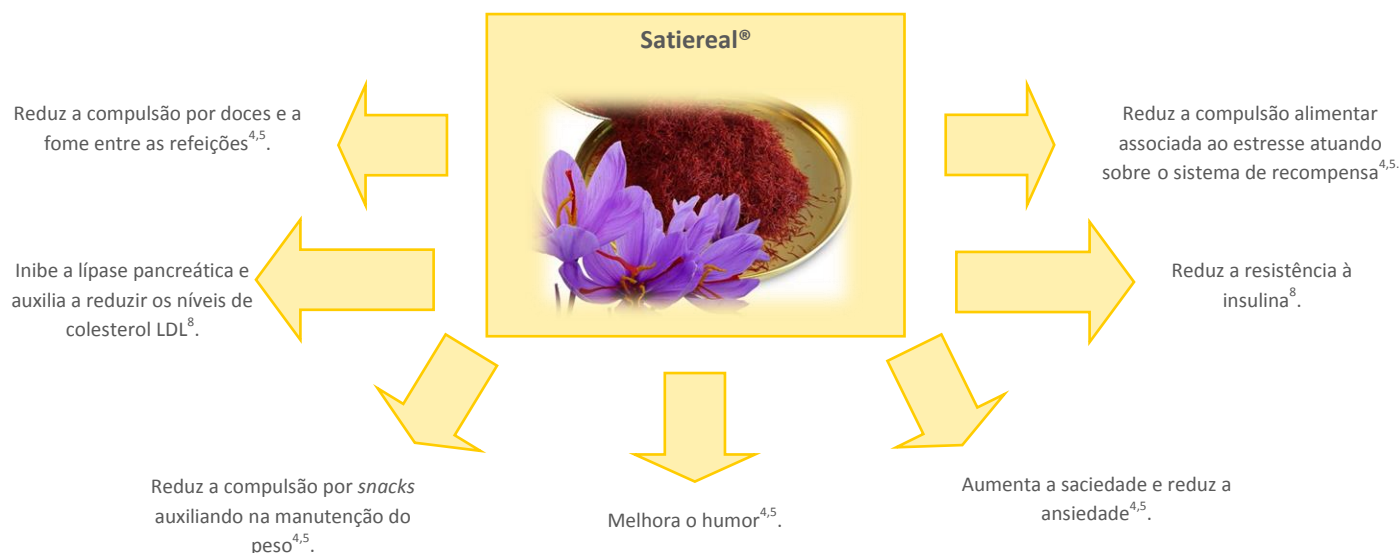 Satiereal®
Reduz a compulsão por doces e a
fome entre as refeições4,5.
Reduz a compulsão alimentar
associada ao estresse atuando
sobre o sistema de recompensa4,5.
Inibe a lípase pancreática e
auxilia a reduzir os níveis de
colesterol LDL8.
Reduz a resistência à
insulina8.
Reduz a compulsão por snacks
auxiliando na manutenção do
peso4,5.
Melhora o humor4,5.
Aumenta a saciedade e reduz a
ansiedade4,5.